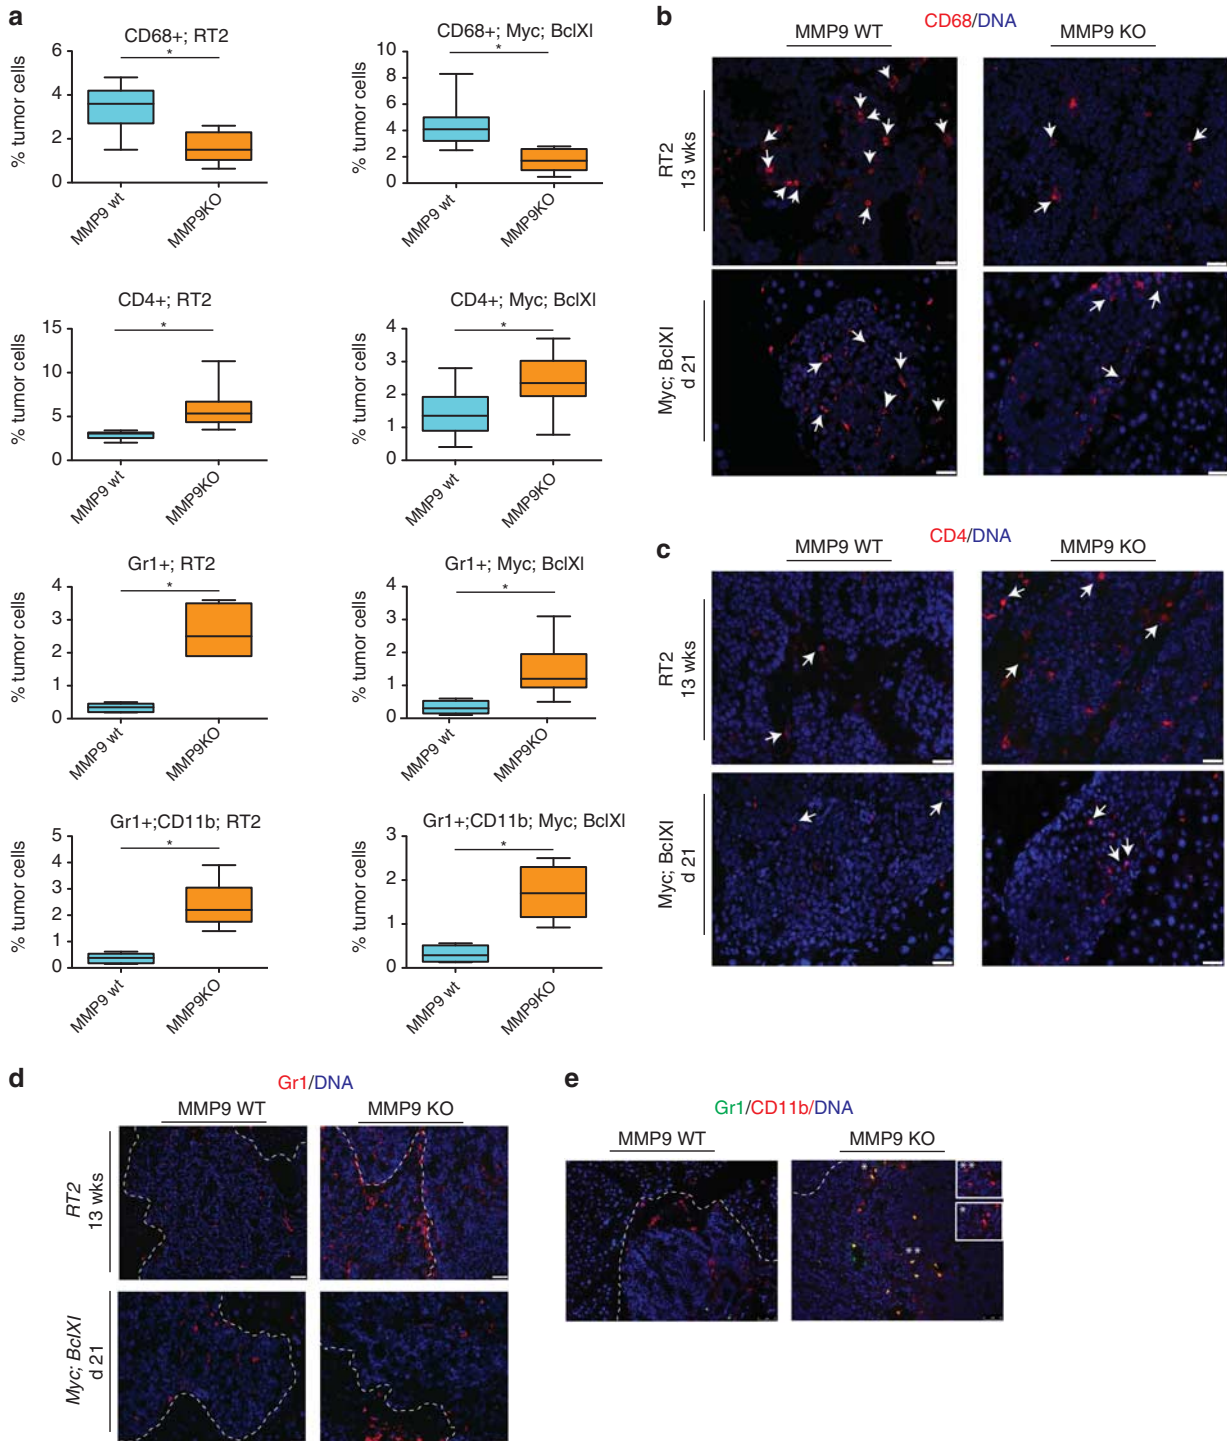 a
CD68+; RT2
*
% tumor cells
6
4
2
0
MMP9 wt
MMP9KO
CD68+; Myc; BclXl
*
% tumor cells
10
8
6
4
2
0
MMP9 wt
MMP9KO
CD4+; RT2
*
% tumor cells
15
10
5
0
MMP9 wt
MMP9KO
CD4+; Myc; BclXl
*
% tumor cells
4
3
2
1
0
MMP9 wt
MMP9KO
Gr1+; RT2
*
% tumor cells
4
3
2
1
0
MMP9 wt
MMP9KO
Gr1+; Myc; BclXl
*
% tumor cells
4
3
2
1
0
MMP9 wt
MMP9KO
Gr1+;CD11b; RT2
*
% tumor cells
5
4
3
2
1
0
MMP9 wt
MMP9KO
Gr1+;CD11b; Myc; BclXl
*
% tumor cells
3
2
1
0
MMP9 wt
MMP9KO
b
CD68/DNA
MMP9 WT
MMP9 KO
RT2
13 wks
Myc; BclXl
d 21
c
CD4/DNA
MMP9 WT
MMP9 KO
RT2
13 wks
Myc; BclXl
d 21
d
Gr1/DNA
MMP9 WT
MMP9 KO
RT2
13 wks
Myc; BclXl
d 21
e
Gr1/CD11b/DNA
MMP9 WT
MMP9 KO
*
**
**
*